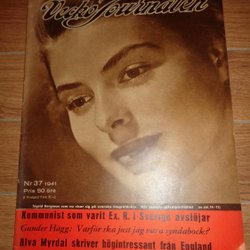 Vecko Journalen
Nr 37 1941
Pris 50 öre
Kommunist som varit Ex. R. i Sverige avslöjar
Gunder Hägg: Varför ska just jag vara syndabock?
Alva Myrdal skriver högintressant från England